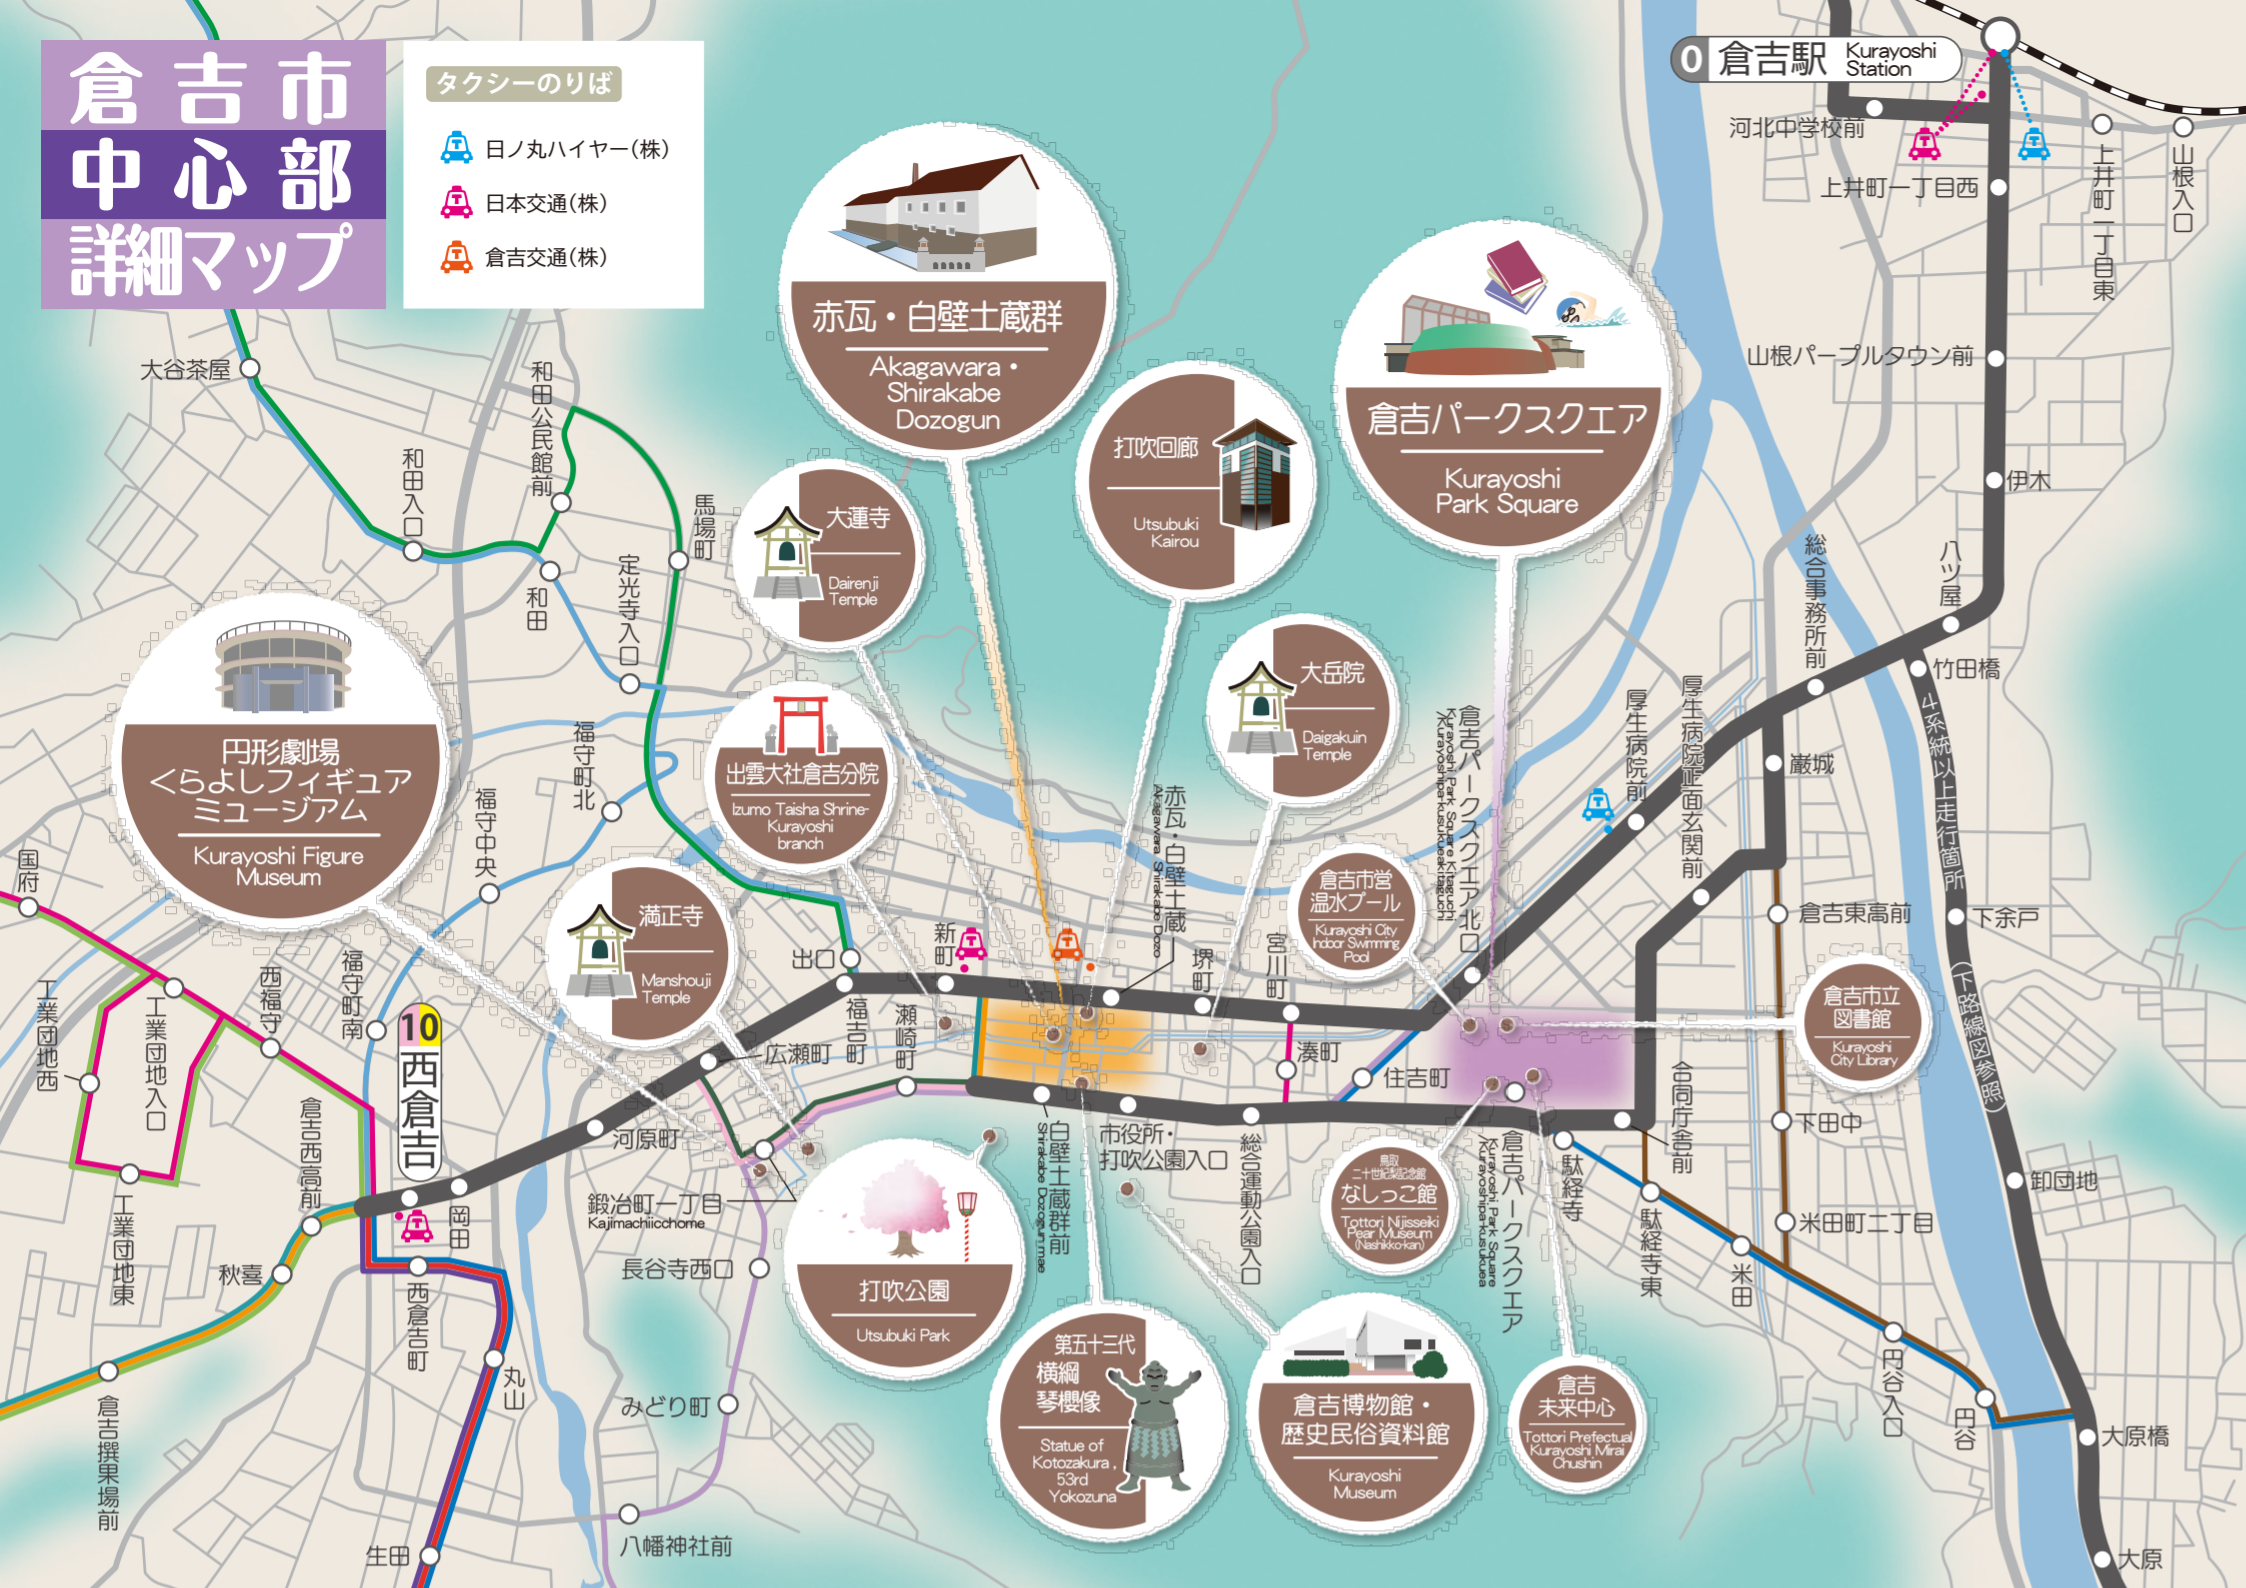 倉吉市
中心部
詳細マップ
タクシーのりば
日ノ丸ハイヤー(株)
日本交通(株)
倉吉交通(株)
0 倉吉駅 Kurayoshi
Station
河北中学校前
上井町一丁目西
上井町一丁目東
山根入口
山根パープルタウン前
伊木
八ツ屋
総合事務所前
竹田橋
4系統以上走行箇所
(下路線図参照)
厚生病院前
厚生病院正面玄関前
巌城
倉吉東高前
下余戸
下田中
卸団地
米田町二丁目
大原橋
大原
円谷入口
円谷
米田
駄経寺東
駄経寺
合同庁舎前
赤瓦・白壁土蔵群
Akagawara・
Shirakabe
Dozogun
倉吉パークスクエア
Kurayoshi
Park Square
打吹回廊
Utsubuki
Kairou
大蓮寺
Dairenji
Temple
大岳院
Daigakuin
Temple
出雲大社倉吉分院
Izumo Taisha Shrine-
Kurayoshi
branch
円形劇場
くらよしフィギュア
ミュージアム
Kurayoshi Figure
Museum
満正寺
Manshouji
Temple
倉吉市営
温水プール
Kurayoshi City
Indoor Swimming
Pool
倉吉市立
図書館
Kurayoshi
City Library
鳥取
二十世紀梨記念館
なしっこ館
Tottori Nijisseiki
Pear Museum
(Nashikko-kan)
倉吉
未来中心
Tottori Prefectual
Kurayoshi Mirai
Chushin
倉吉博物館・
歴史民俗資料館
Kurayoshi
Museum
第五十三代
横綱
琴櫻像
Statue of
Kotozakura,
53rd
Yokozuna
打吹公園
Utsubuki Park
大谷茶屋
和田入口
和田公民館前
和田
馬場町
定光寺入口
福守町北
福守中央
福守町南
国府
工業団地西
工業団地入口
工業団地東
西福守
倉吉西高前
秋喜
倉吉撰果場前
10 西倉吉
岡田
西倉吉町
丸山
生田
河原町
広瀬町
出口
福吉町
新町
瀬崎町
鍛冶町一丁目
Kajimachiicchome
長谷寺西口
みどり町
八幡神社前
赤瓦・白壁土蔵
Akagawara Shirakabe Dozo
堺町
宮川町
湊町
住吉町
倉吉パークスクエア北口
Kurayoshi Park Square Kitaguchi
白壁土蔵群前
Shirakabe Dozogun mae
市役所・
打吹公園入口
総合運動公園入口
倉吉パークスクエア
Kurayoshi Park Square